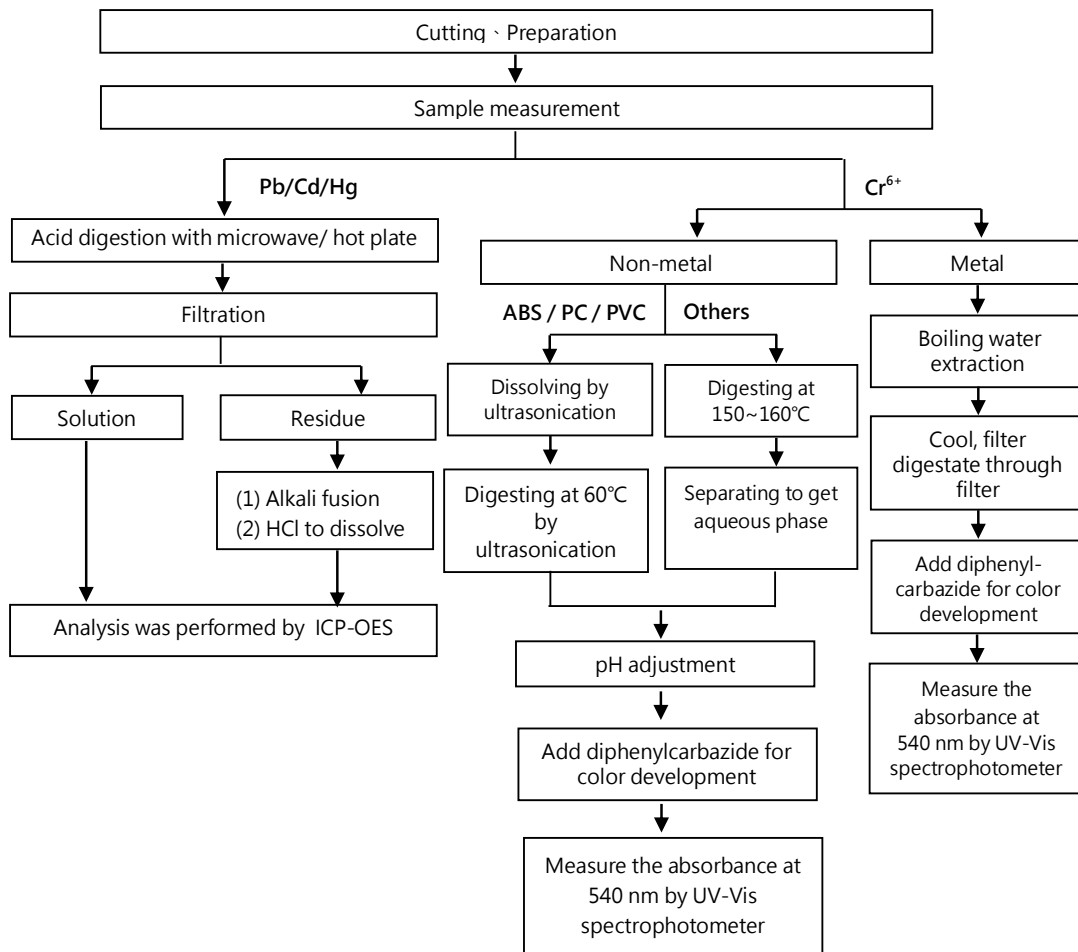 Cutting、Preparation
Sample measurement
Pb/Cd/Hg
Cr⁶⁺
Acid digestion with microwave/ hot plate
Non-metal
Metal
Filtration
ABS / PC / PVC
Others
Boiling water
extraction
Solution
Residue
Dissolving by
ultrasonication
Digesting at
150~160℃
Cool, filter
digestate through
filter
(1) Alkali fusion
(2) HCl to dissolve
Digesting at 60℃
by
ultrasonication
Separating to get
aqueous phase
Add diphenyl-
carbazide for color
development
Analysis was performed by ICP-OES
pH adjustment
Measure the
absorbance at
540 nm by UV-Vis
spectrophotometer
Add diphenylcarbazide for
color development
Measure the absorbance at
540 nm by UV-Vis
spectrophotometer